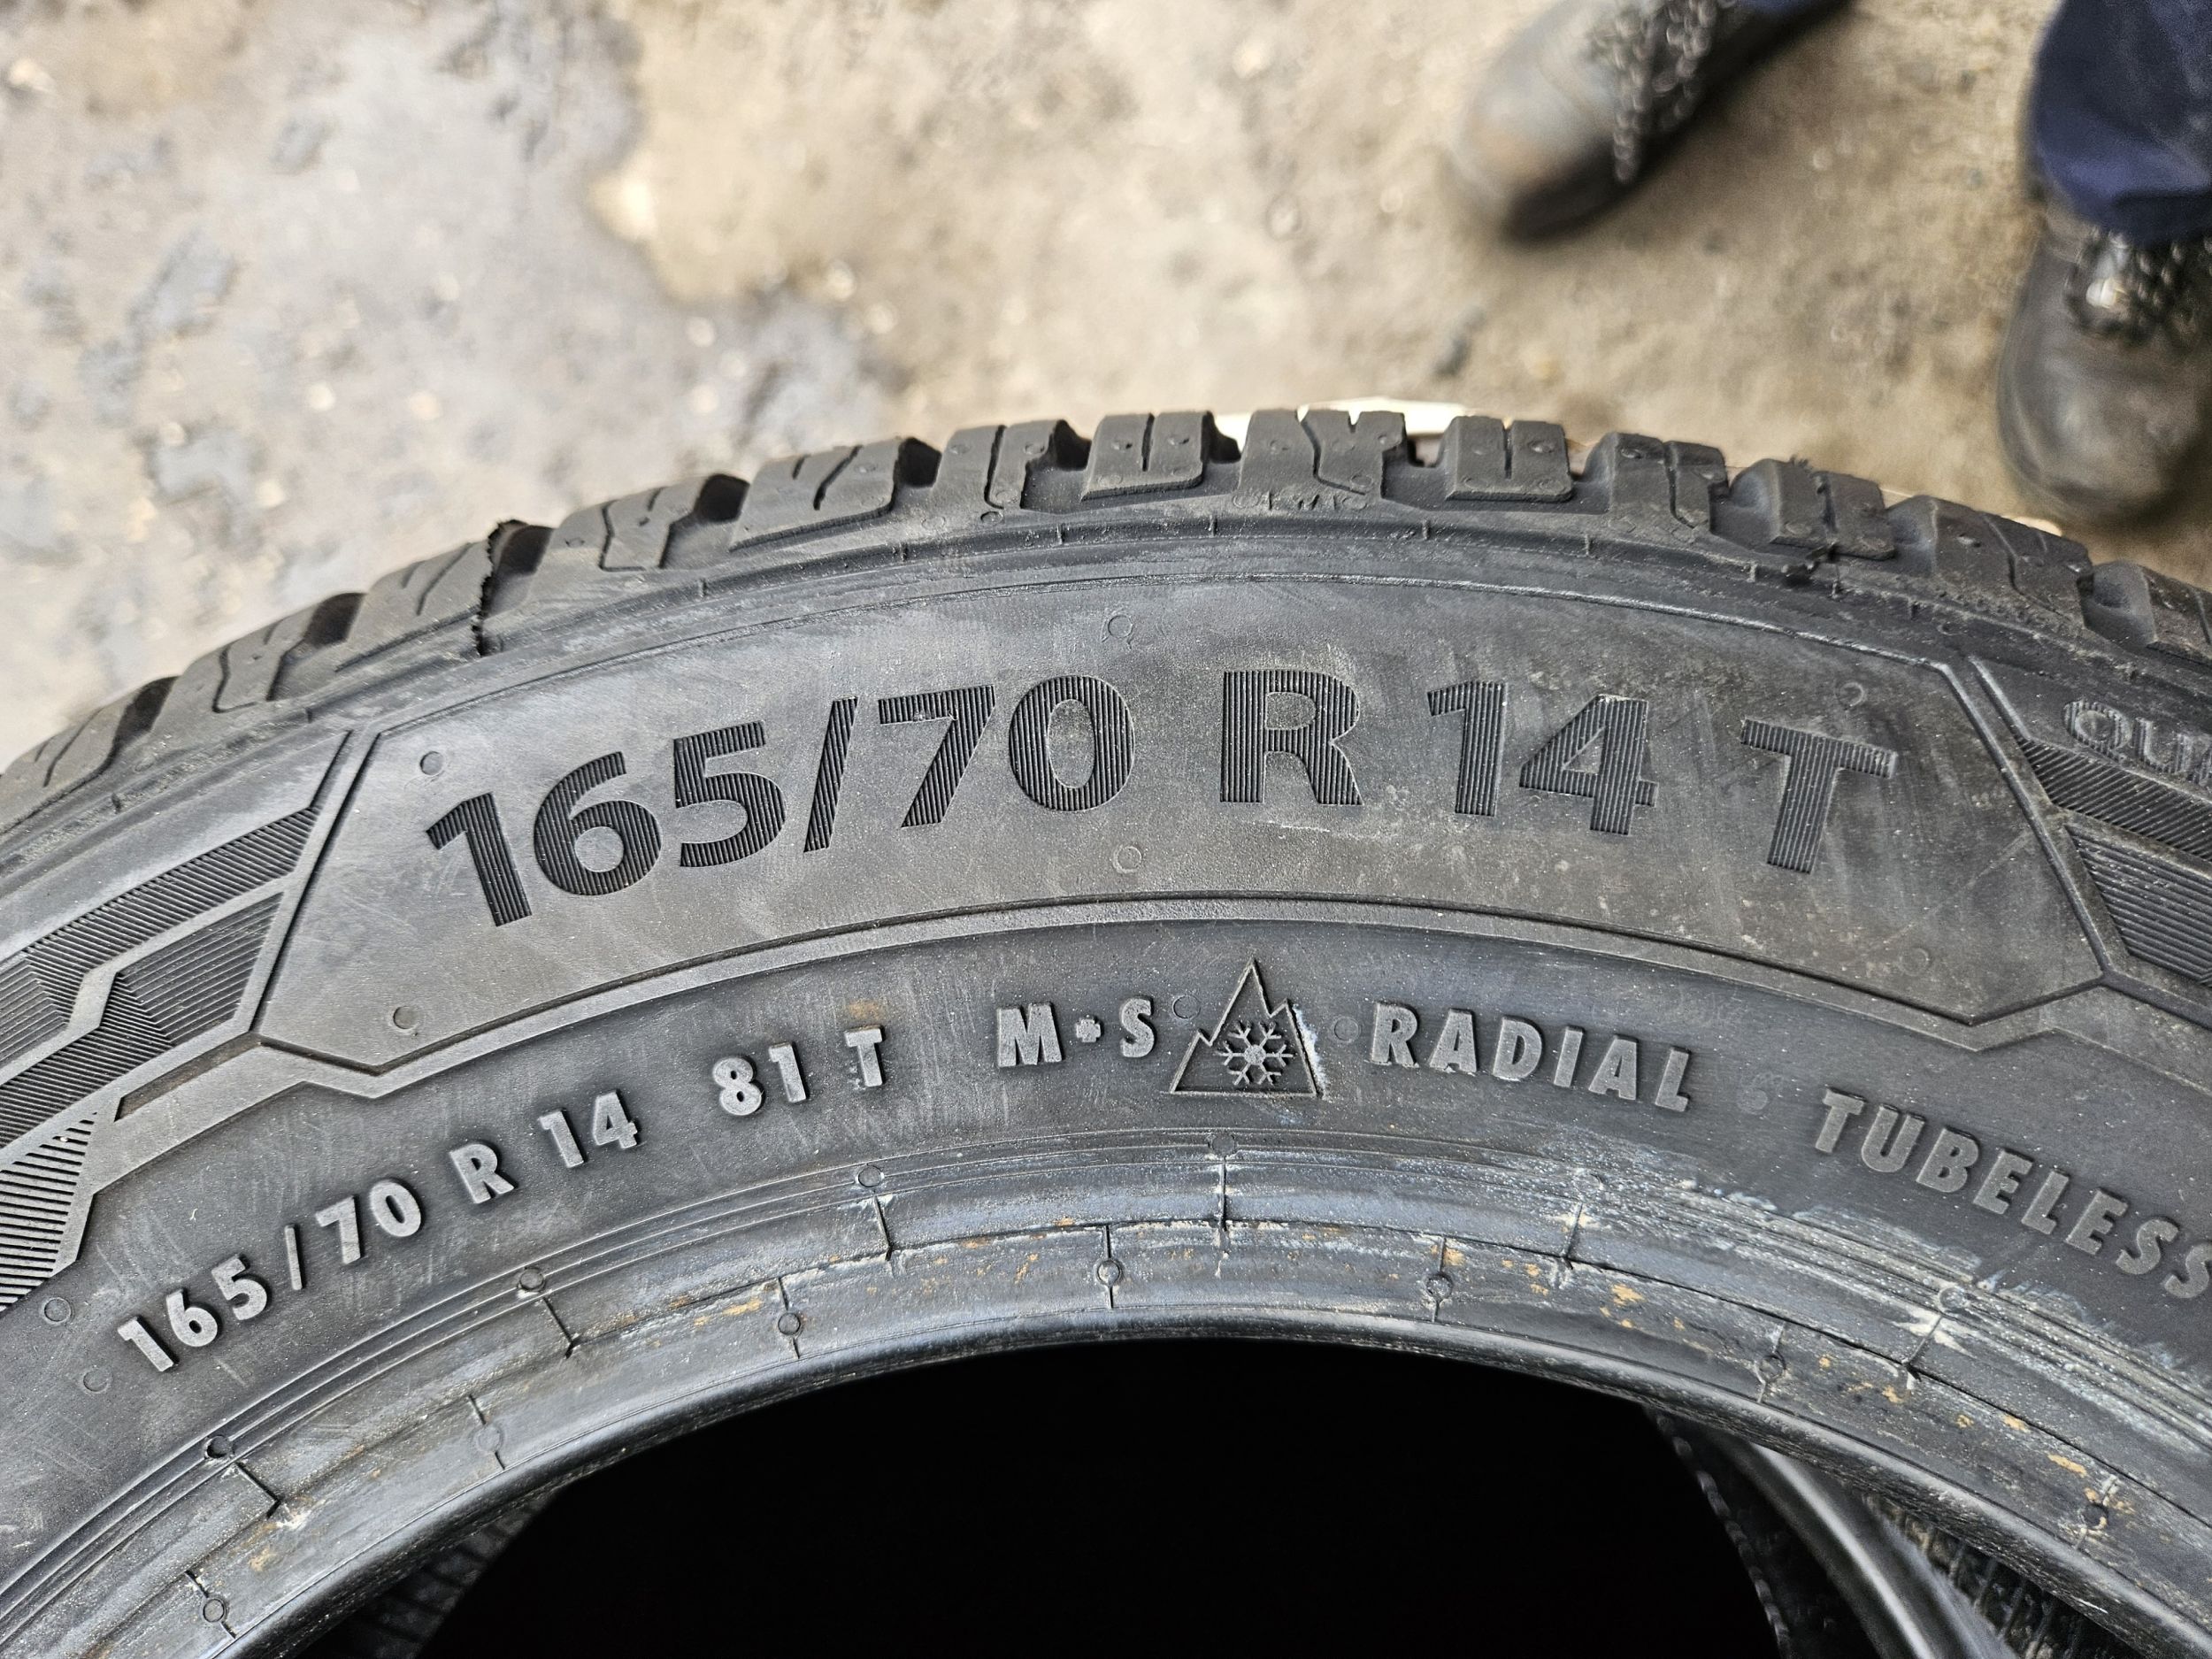 165/70 R 14 T
165/70 R 14 81 T M+S RADIAL TUBELESS